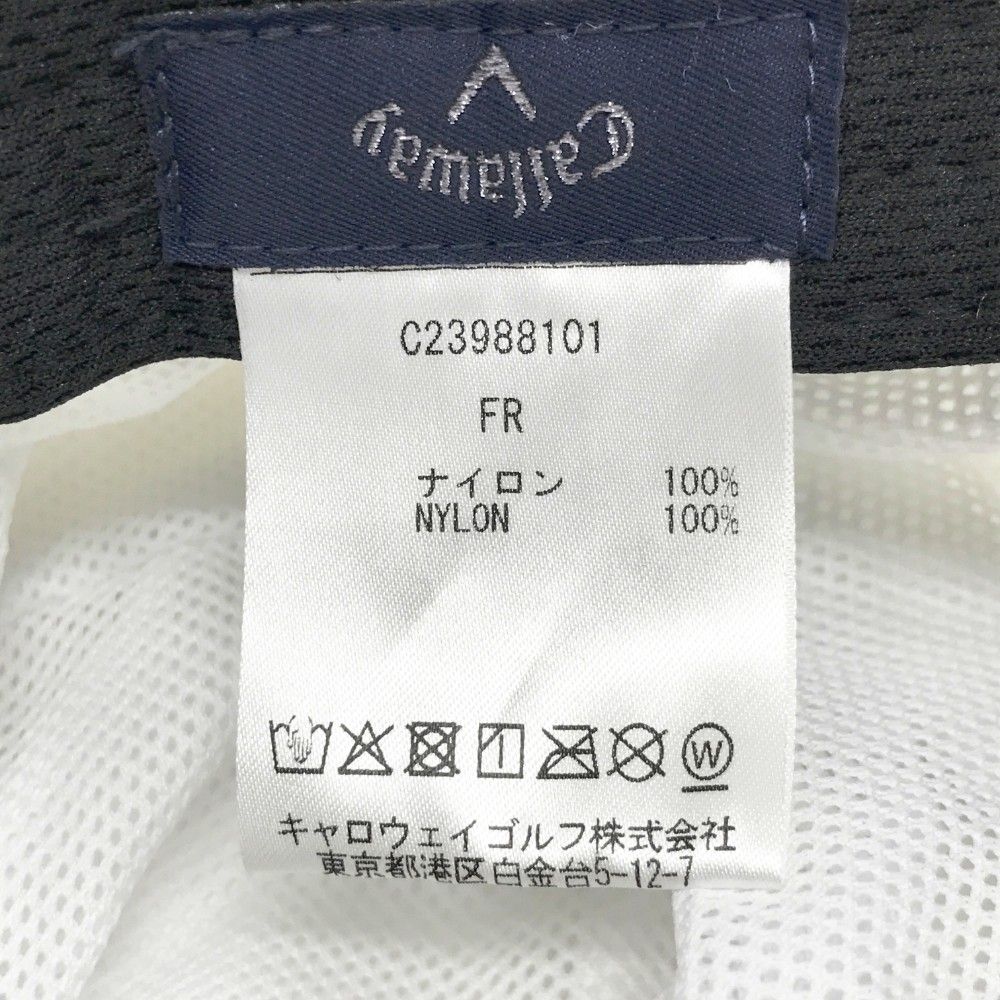 Callaway
C23988101
FR
ナイロン 100%
NYLON 100%
W
キャロウェイゴルフ株式会社
東京都港区白金台5-12-7